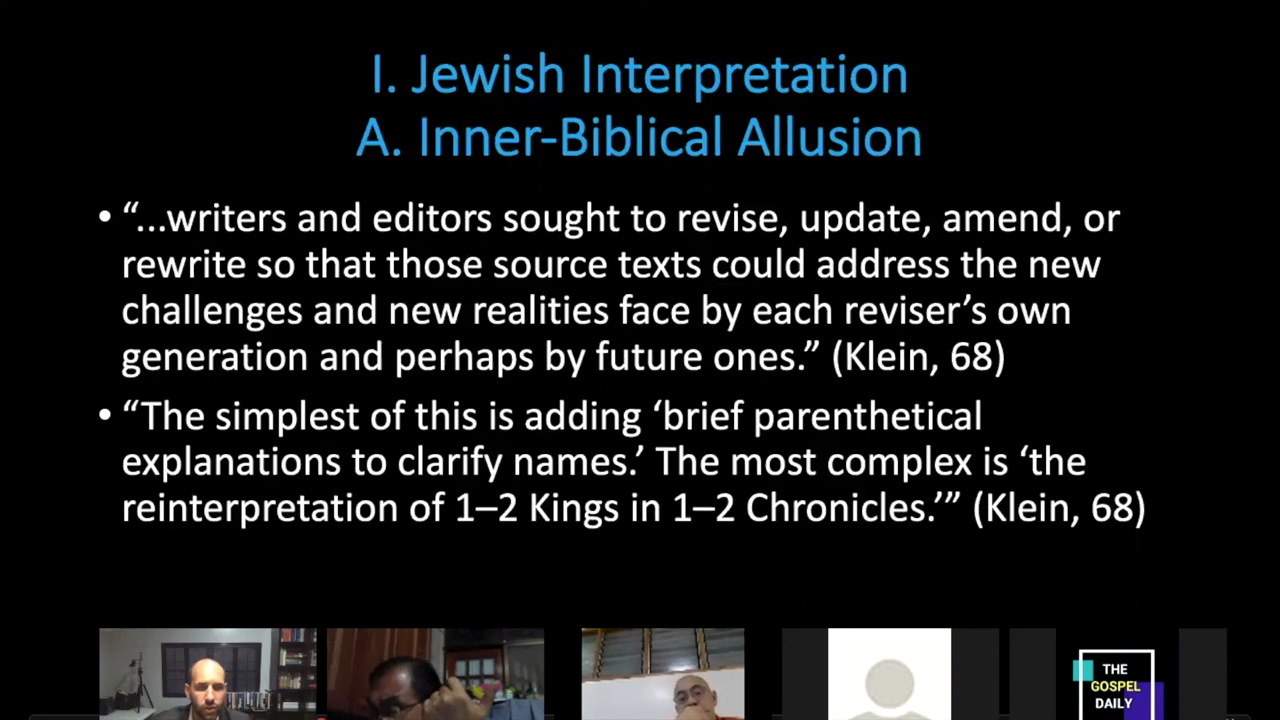 I. Jewish Interpretation
A. Inner-Biblical Allusion
• “...writers and editors sought to revise, update, amend, or
rewrite so that those source texts could address the new
challenges and new realities face by each reviser’s own
generation and perhaps by future ones.” (Klein, 68)
• “The simplest of this is adding ‘brief parenthetical
explanations to clarify names.’ The most complex is ‘the
reinterpretation of 1–2 Kings in 1–2 Chronicles.’” (Klein, 68)
THE
GOSPEL
DAILY